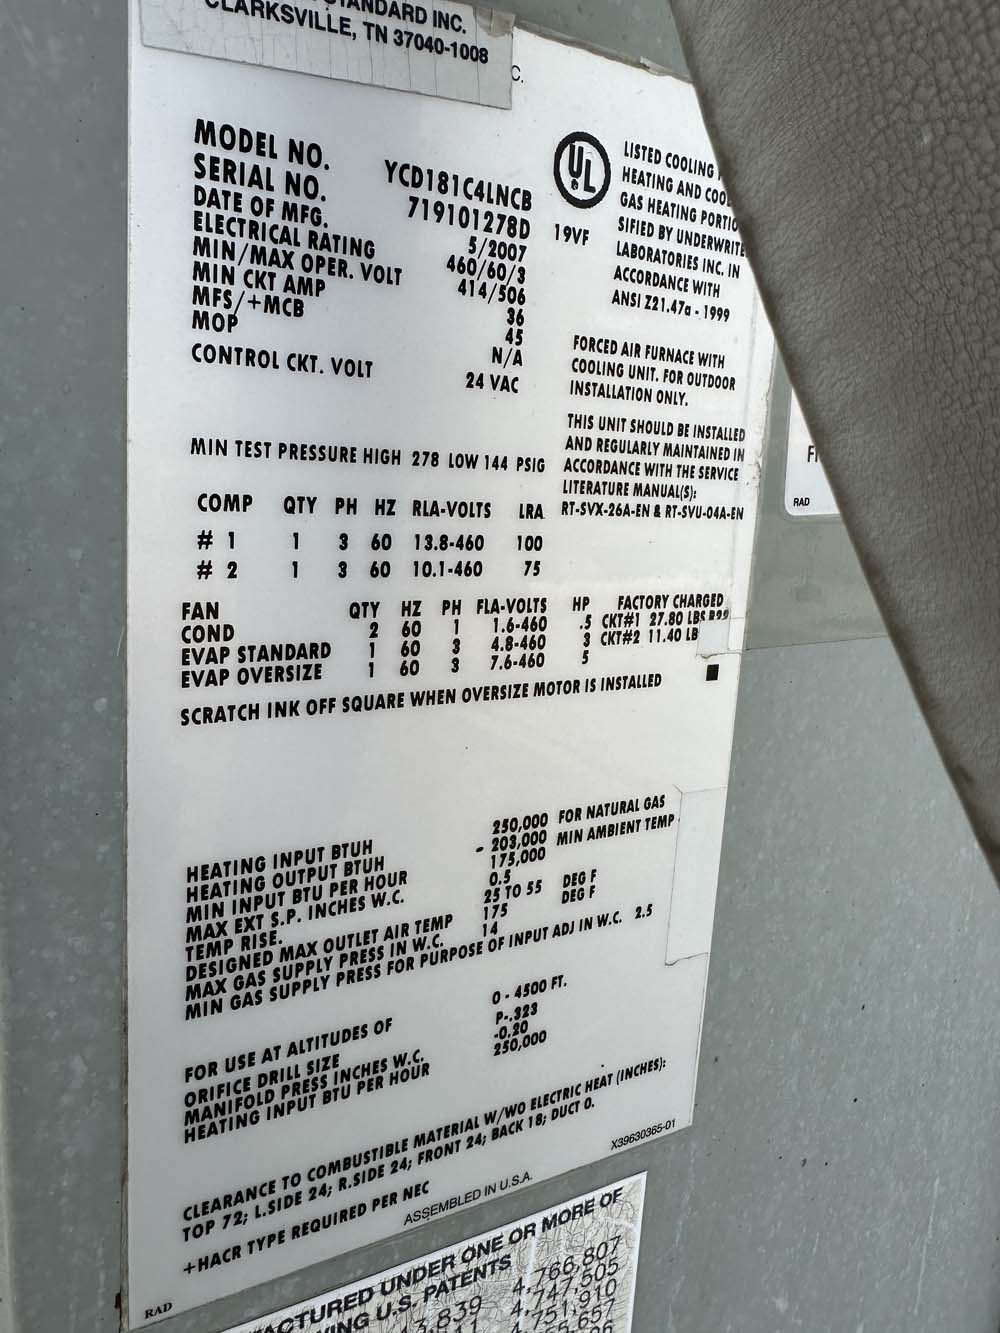 STANDARD INC.
CLARKSVILLE, TN 37040-1008
C.
MODEL NO. YCD181C4LNCB
SERIAL NO. 719101278D
DATE OF MFG. 5/2007
ELECTRICAL RATING 460/60/3
MIN/MAX OPER. VOLT 414/506
MIN CKT AMP 36
MFS/+MCB 45
MOP N/A
CONTROL CKT. VOLT 24 VAC
UL
19VF
LISTED COOLING
HEATING AND COOL
GAS HEATING PORTIO
SIFIED BY UNDERWRITE
LABORATORIES INC. IN
ACCORDANCE WITH
ANSI Z21.47a - 1999
FORCED AIR FURNACE WITH
COOLING UNIT. FOR OUTDOOR
INSTALLATION ONLY.
THIS UNIT SHOULD BE INSTALLED
AND REGULARLY MAINTAINED IN
ACCORDANCE WITH THE SERVICE
LITERATURE MANUAL(S):
RT-SVX-26A-EN & RT-SVU-04A-EN
MIN TEST PRESSURE HIGH 278 LOW 144 PSIG
COMP QTY PH HZ RLA-VOLTS LRA
# 1 1 3 60 13.8-460 100
# 2 1 3 60 10.1-460 75
FAN QTY HZ PH FLA-VOLTS HP
COND 2 60 1 1.6-460 .5
EVAP STANDARD 1 60 3 4.8-460 3
EVAP OVERSIZE 1 60 3 7.6-460 5
FACTORY CHARGED
CKT#1 27.80 LBS R22
CKT#2 11.40 LB
SCRATCH INK OFF SQUARE WHEN OVERSIZE MOTOR IS INSTALLED
HEATING INPUT BTUH 250,000 FOR NATURAL GAS
HEATING OUTPUT BTUH - 203,000 MIN AMBIENT TEMP
MIN INPUT BTU PER HOUR 175,000
MAX EXT S.P. INCHES W.C. 0.5
TEMP RISE. 25 TO 55 DEG F
DESIGNED MAX OUTLET AIR TEMP 175 DEG F
MAX GAS SUPPLY PRESS IN W.C. 14
MIN GAS SUPPLY PRESS FOR PURPOSE OF INPUT ADJ IN W.C. 2.5
FOR USE AT ALTITUDES OF 0 - 4500 FT.
ORIFICE DRILL SIZE P-.323
MANIFOLD PRESS INCHES W.C. -0.20
HEATING INPUT BTU PER HOUR 250,000
CLEARANCE TO COMBUSTIBLE MATERIAL W/WO ELECTRIC HEAT (INCHES):
TOP 72; L.SIDE 24; R.SIDE 24; FRONT 24; BACK 18; DUCT 0.
+HACR TYPE REQUIRED PER NEC
X39630365-01
ASSEMBLED IN U.S.A.
RAD
RAD
ACTURED UNDER ONE OR MORE OF
ING U.S. PATENTS
4,766,807
3,839 4,747,505
4,751,910